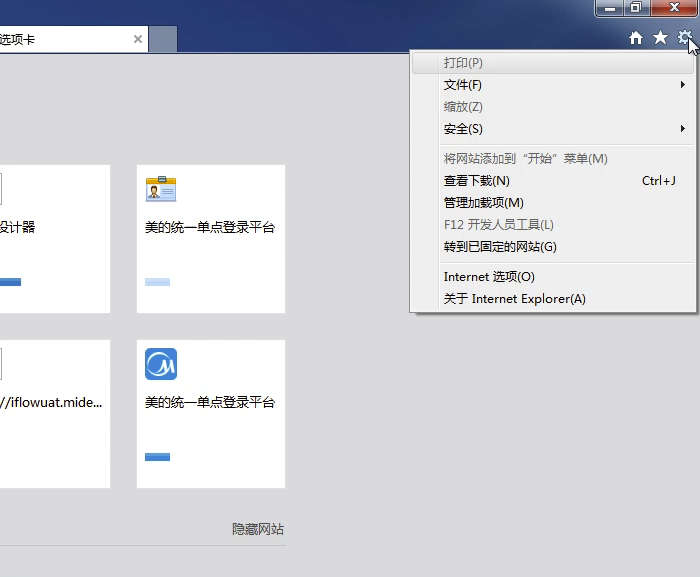 选项卡
打印(P)
文件(F)
缩放(Z)
安全(S)
将网站添加到“开始”菜单(M)
查看下载(N) Ctrl+J
管理加载项(M)
F12 开发人员工具(L)
转到已固定的网站(G)
Internet 选项(O)
关于 Internet Explorer(A)
设计器
美的统一单点登录平台
//iflowuat.mide...
美的统一单点登录平台
隐藏网站